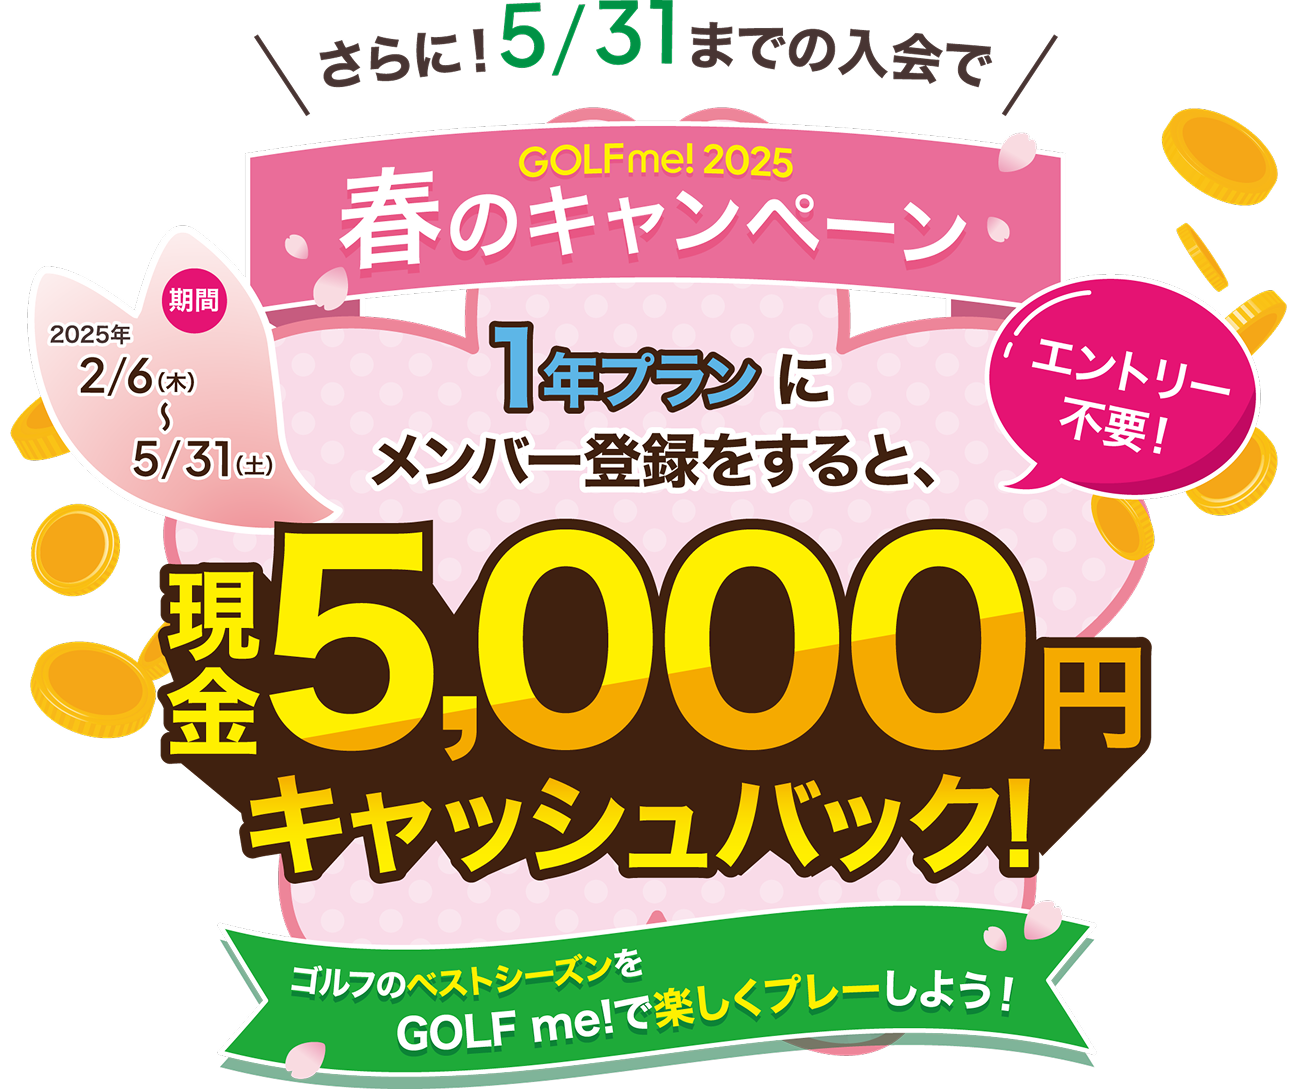 さらに！5/31までの入会で
GOLFme! 2025
春のキャンペーン
期間
2025年
2/6(木)
～
5/31(土)
エントリー
不要！
1年プラン に
メンバー登録をすると、
現金5,000円
キャッシュバック！
ゴルフのベストシーズンを
GOLF me!で楽しくプレーしよう！